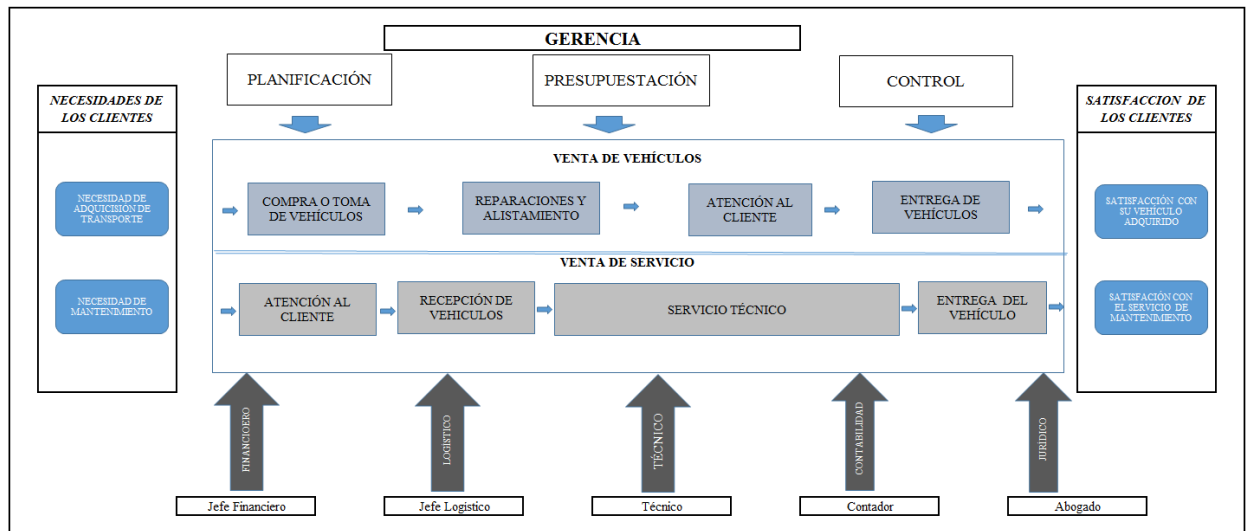 GERENCIA
PLANIFICACIÓN
PRESUPUESTACIÓN
CONTROL
NECESIDADES DE
LOS CLIENTES
SATISFACCION DE
LOS CLIENTES
VENTA DE VEHÍCULOS
NECESIDAD DE
ADQUICISIÓN DE
TRANSPORTE
COMPRA O TOMA
DE VEHÍCULOS
REPARACIONES Y
ALISTAMIENTO
ATENCIÓN AL
CLIENTE
ENTREGA DE
VEHÍCULOS
SATISFACCIÓN CON
SU VEHÍCULO
ADQUIRIDO
VENTA DE SERVICIO
NECESIDAD DE
MANTENIMIENTO
ATENCIÓN AL
CLIENTE
RECEPCIÓN DE
VEHICULOS
SERVICIO TÉCNICO
ENTREGA DEL
VEHÍCULO
SATISFACIÓN CON
EL SERVICIO DE
MANTENIMIENTO
FINANCIOERO
LOGISTICO
TÉCNICO
CONTABILIDAD
JURÍDICO
Jefe Financiero
Jefe Logistico
Técnico
Contador
Abogado